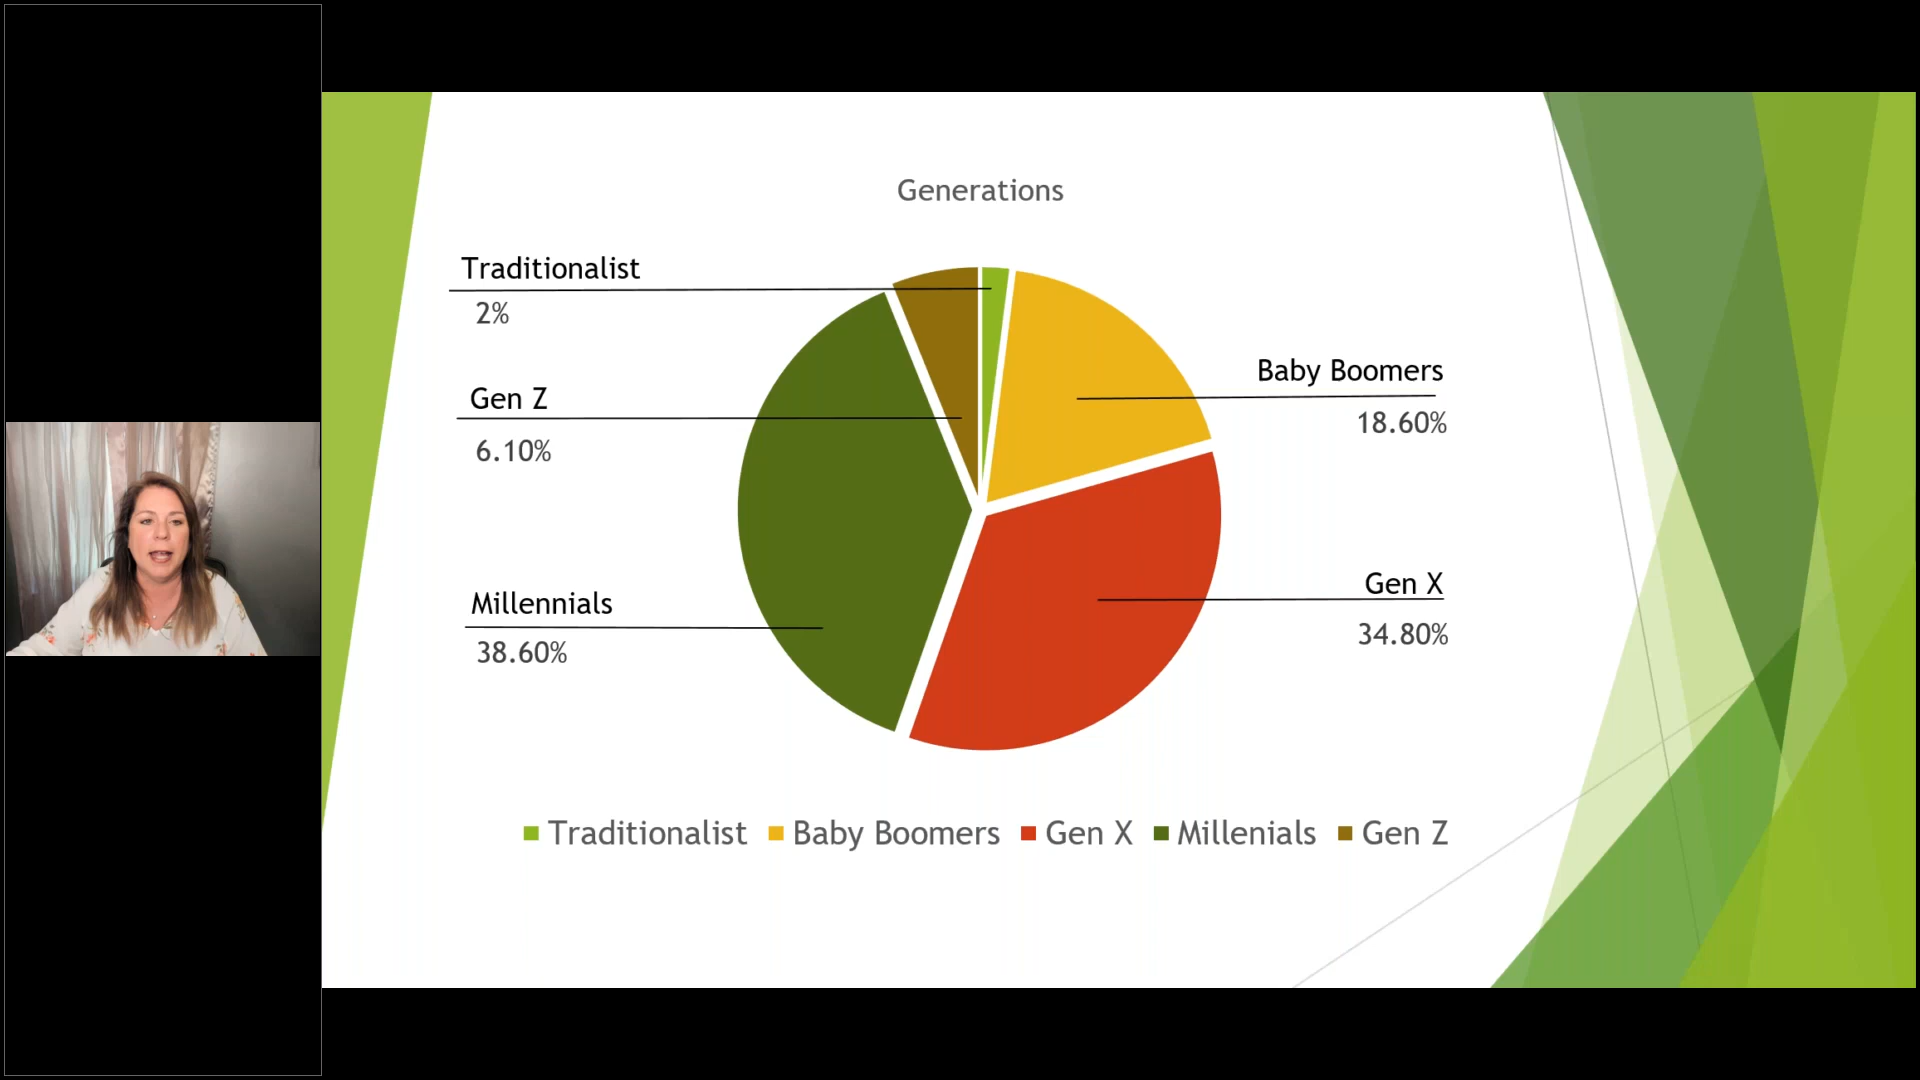 Generations
Traditionalist
2%
Gen Z
6.10%
Millennials
38.60%
Baby Boomers
18.60%
Gen X
34.80%
Traditionalist Baby Boomers Gen X Millenials Gen Z